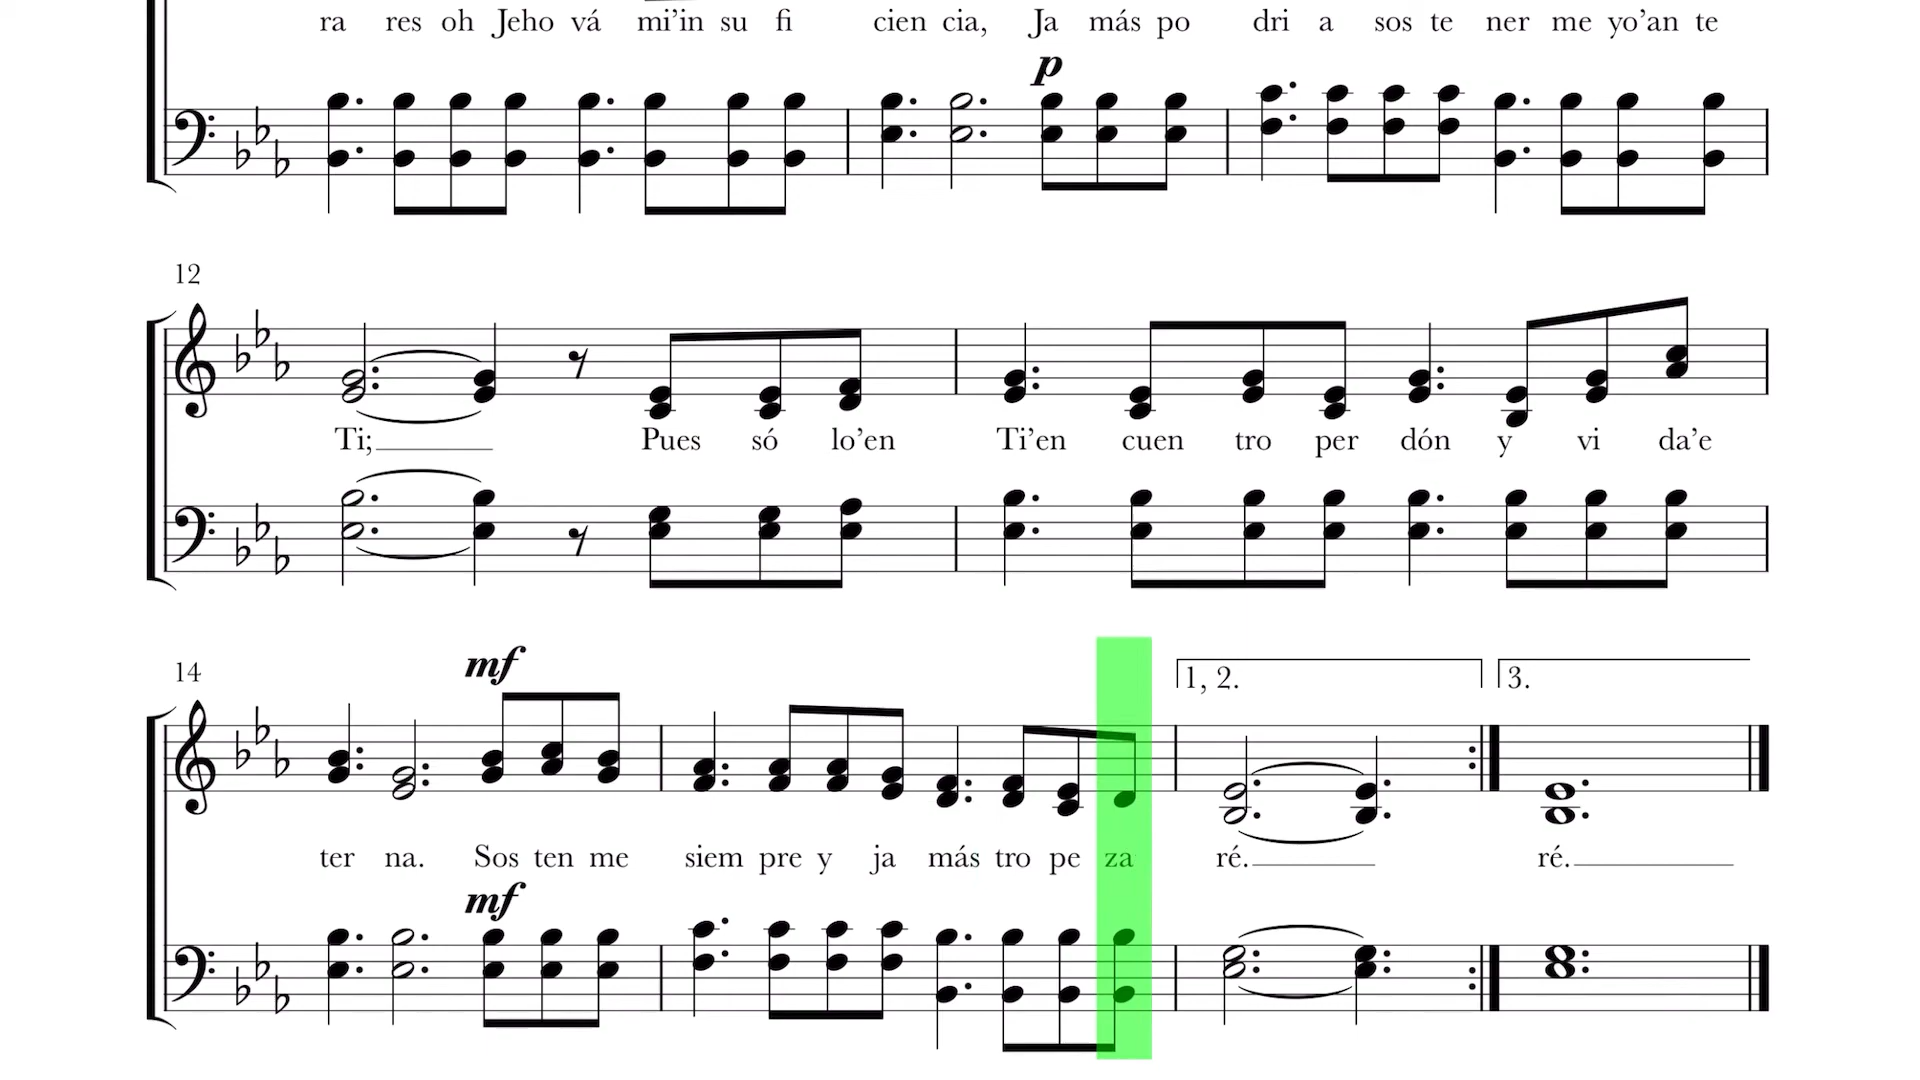 ra res oh Jeho vá mi’in su fi cien cia, Ja más po dri a sos te ner me yo’an te
p
12
Ti; Pues só lo’en Ti’en cuen tro per dón y vi da’e
14 mf 1, 2. 3.
ter na. Sos ten me siem pre y ja más tro pe za ré. ré.
mf